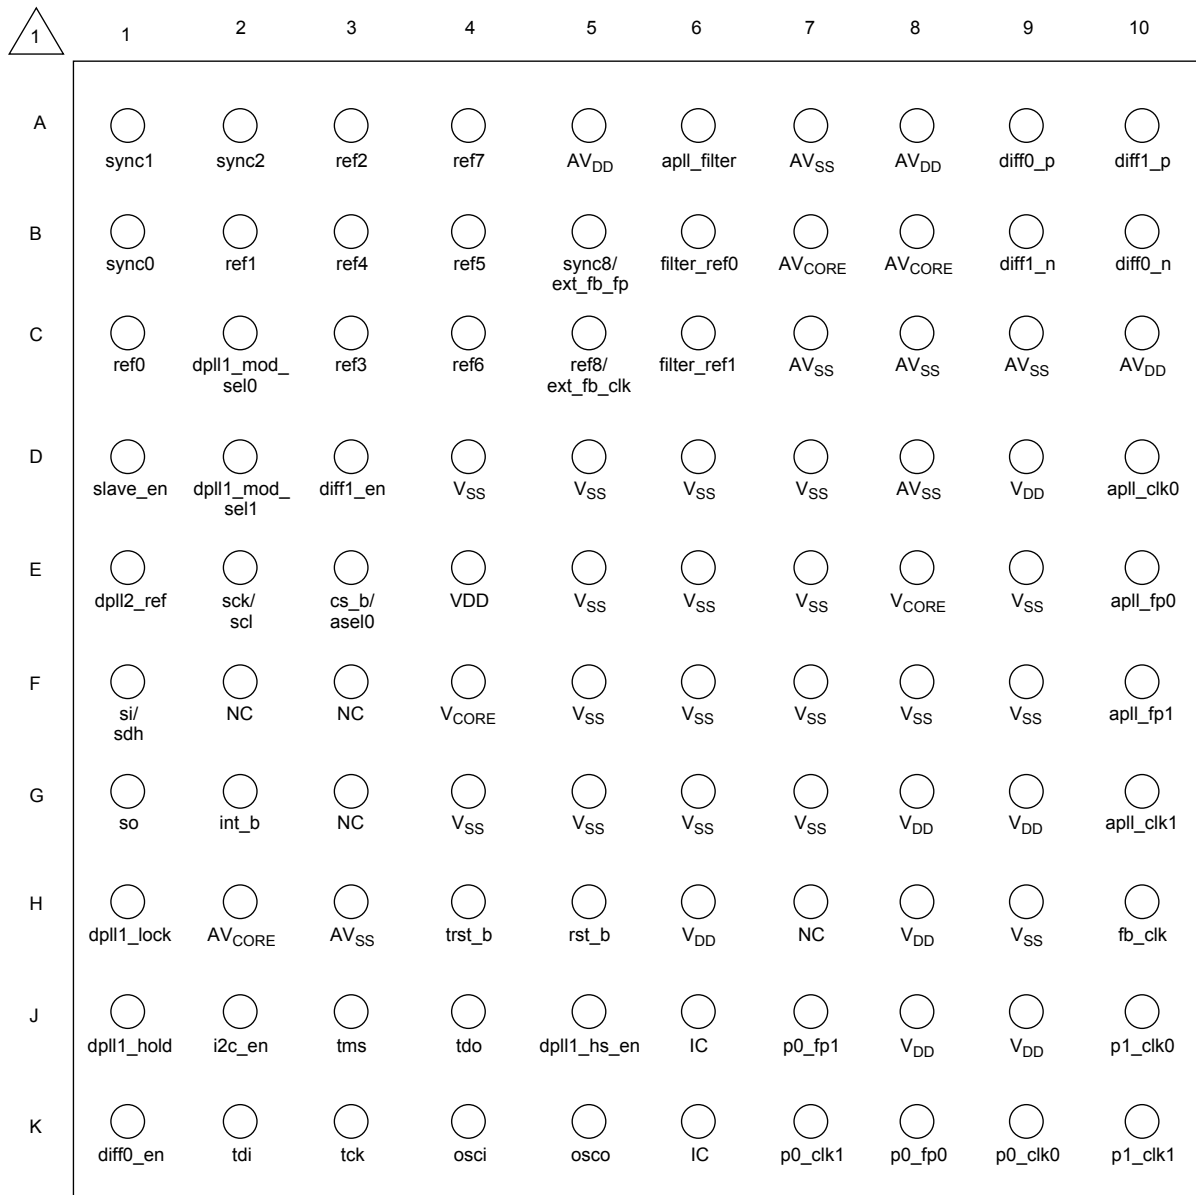 1 1 2 3 4 5 6 7 8 9 10
A
sync1 sync2 ref2 ref7 AVDD apll_filter AVSS AVDD diff0_p diff1_p
B
sync0 ref1 ref4 ref5 sync8/ filter_ref0 AVCORE AVCORE diff1_n diff0_n
ext_fb_fp
C
ref0 dpll1_mod_ ref3 ref6 ref8/ filter_ref1 AVSS AVSS AVSS AVDD
sel0 ext_fb_clk
D
slave_en dpll1_mod_ diff1_en VSS VSS VSS VSS AVSS VDD apll_clk0
sel1
E
dpll2_ref sck/ cs_b/ VDD VSS VSS VSS VCORE VSS apll_fp0
scl asel0
F
si/ NC NC VCORE VSS VSS VSS VSS VSS apll_fp1
sdh
G
so int_b NC VSS VSS VSS VSS VDD VDD apll_clk1
H
dpll1_lock AVCORE AVSS trst_b rst_b VDD NC VDD VSS fb_clk
J
dpll1_hold i2c_en tms tdo dpll1_hs_en IC p0_fp1 VDD VDD p1_clk0
K
diff0_en tdi tck osci osco IC p0_clk1 p0_fp0 p0_clk0 p1_clk1